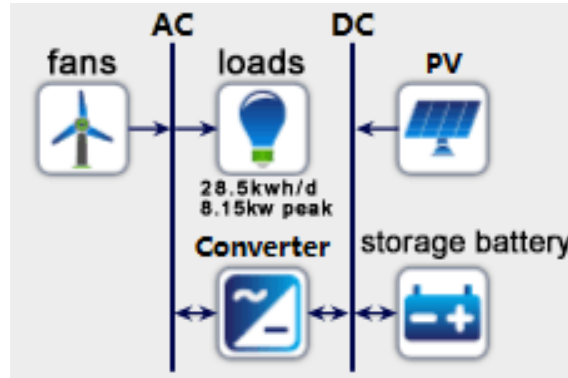 AC
DC
fans
loads
PV
28.5kwh/d
8.15kw peak
Converter
storage battery